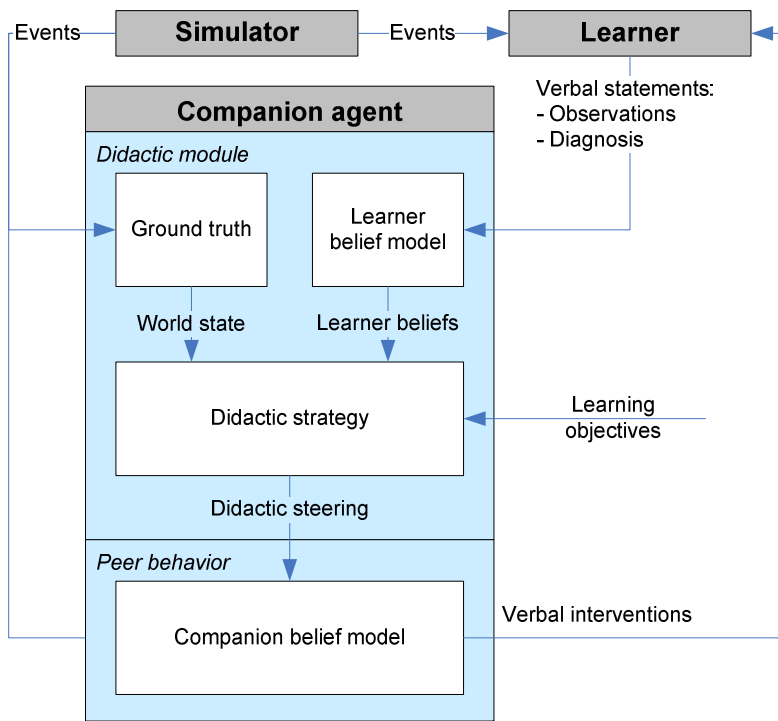 Events
Simulator
Events
Learner
Verbal statements:
- Observations
- Diagnosis
Companion agent
Didactic module
Ground truth
Learner
belief model
World state
Learner beliefs
Didactic strategy
Learning
objectives
Didactic steering
Peer behavior
Companion belief model
Verbal interventions